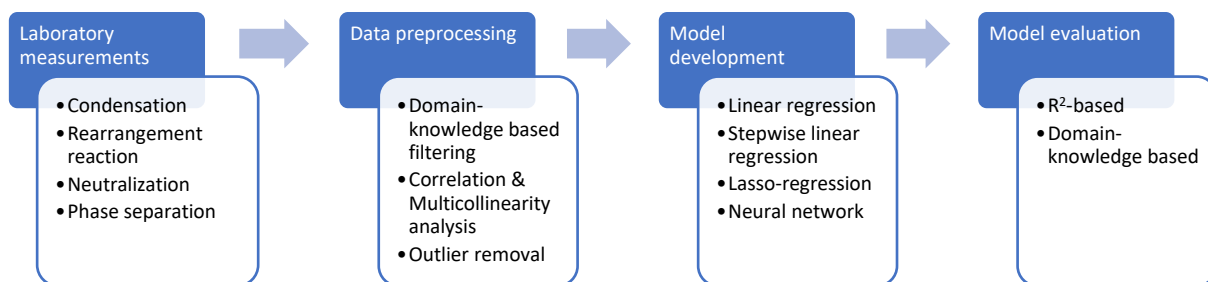 Laboratory
measurements
•Condensation
•Rearrangement
reaction
•Neutralization
•Phase separation
Data preprocessing
•Domain-
knowledge based
filtering
•Correlation &
Multicollinearity
analysis
•Outlier removal
Model
development
•Linear regression
•Stepwise linear
regression
•Lasso-regression
•Neural network
Model evaluation
•R²-based
•Domain-
knowledge based